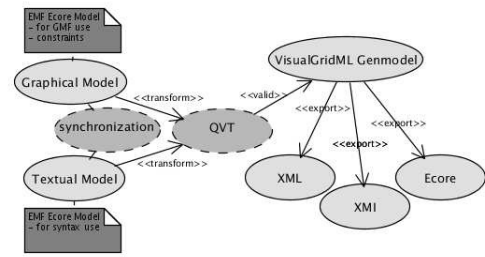 EMF Ecore Model
- for GMF use
- constraints
Graphical Model
<<transform>>
synchronization
QVT
<<transform>>
Textual Model
EMF Ecore Model
- for syntax use
<<valid>>
VisualGridML Genmodel
<<export>>
<<export>>
<<export>>
XML
XMI
Ecore